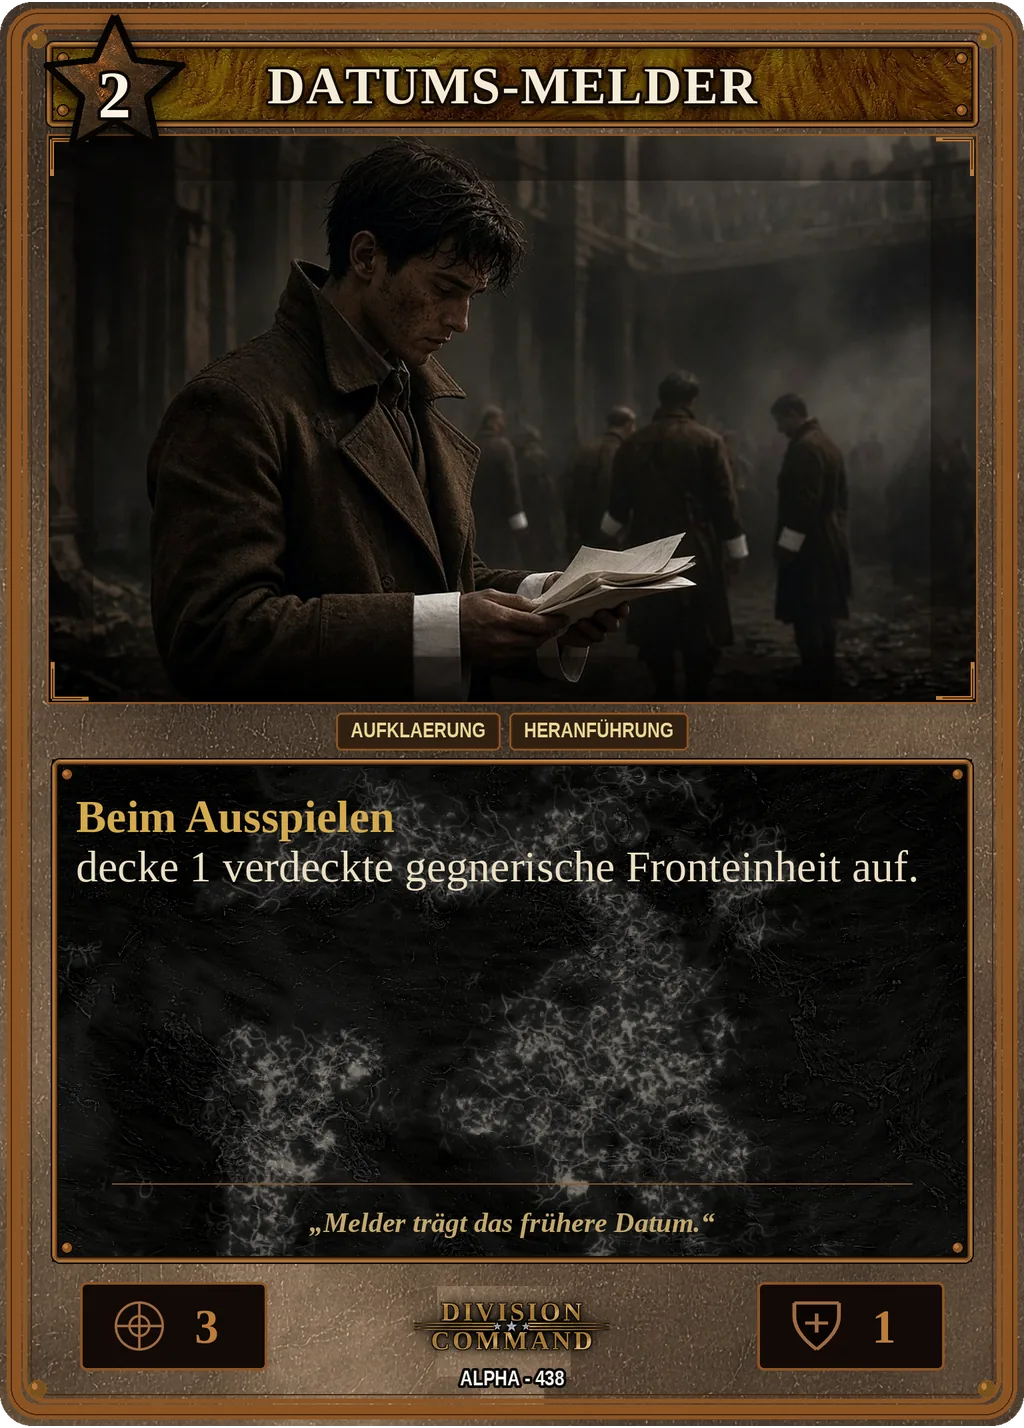 2
DATUMS-MELDER
AUFKLAERUNG HERANFÜHRUNG
Beim Ausspielen
decke 1 verdeckte gegnerische Fronteinheit auf.
„Melder trägt das frühere Datum.“
3
DIVISION
COMMAND
1
ALPHA - 438